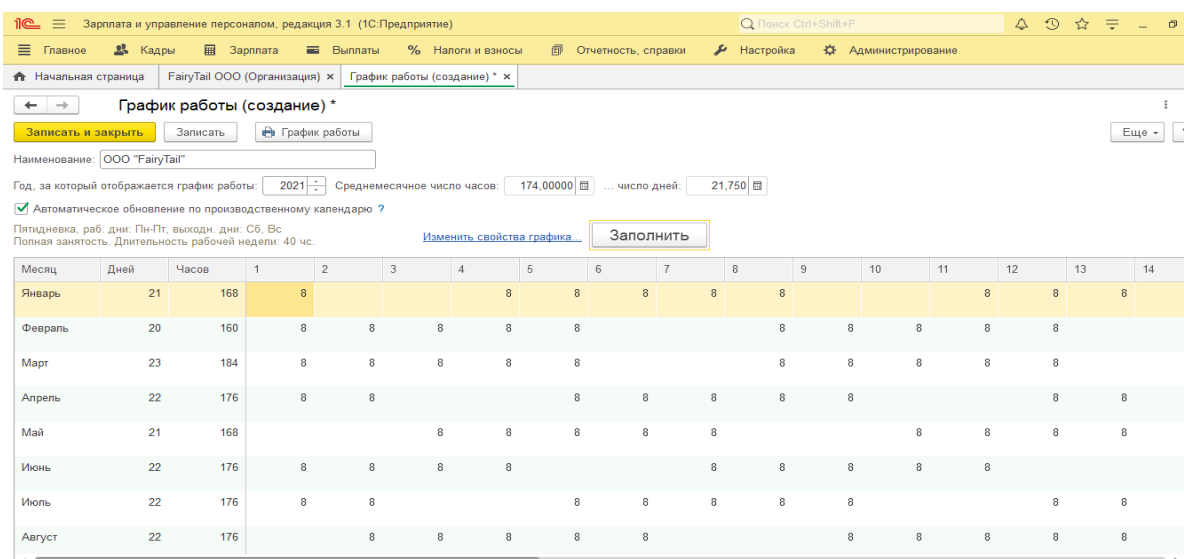 1С Зарплата и управление персоналом, редакция 3.1 (1С:Предприятие) Поиск Ctrl+Shift+F
Главное Кадры Зарплата Выплаты % Налоги и взносы Отчетность, справки Настройка Администрирование
Начальная страница FairyTail ООО (Организация) × График работы (создание) * ×
График работы (создание) *
Записать и закрыть Записать График работы Еще
Наименование: ООО "FairyTail"
Год, за который отображается график работы: 2021 Среднемесячное число часов: 174,00000 ... число дней: 21,750
Автоматическое обновление по производственному календарю ?
Пятидневка, раб. дни: Пн-Пт, выходн. дни: Сб, Вс
Полная занятость. Длительность рабочей недели: 40 чс.
Изменить свойства графика... Заполнить
Месяц Дней Часов 1 2 3 4 5 6 7 8 9 10 11 12 13 14
Январь 21 168 8 8 8 8 8 8 8 8 8
Февраль 20 160 8 8 8 8 8 8 8 8 8 8
Март 23 184 8 8 8 8 8 8 8 8 8 8
Апрель 22 176 8 8 8 8 8 8 8 8 8
Май 21 168 8 8 8 8 8 8 8 8 8
Июнь 22 176 8 8 8 8 8 8 8 8 8
Июль 22 176 8 8 8 8 8 8 8 8 8
Август 22 176 8 8 8 8 8 8 8 8 8 8